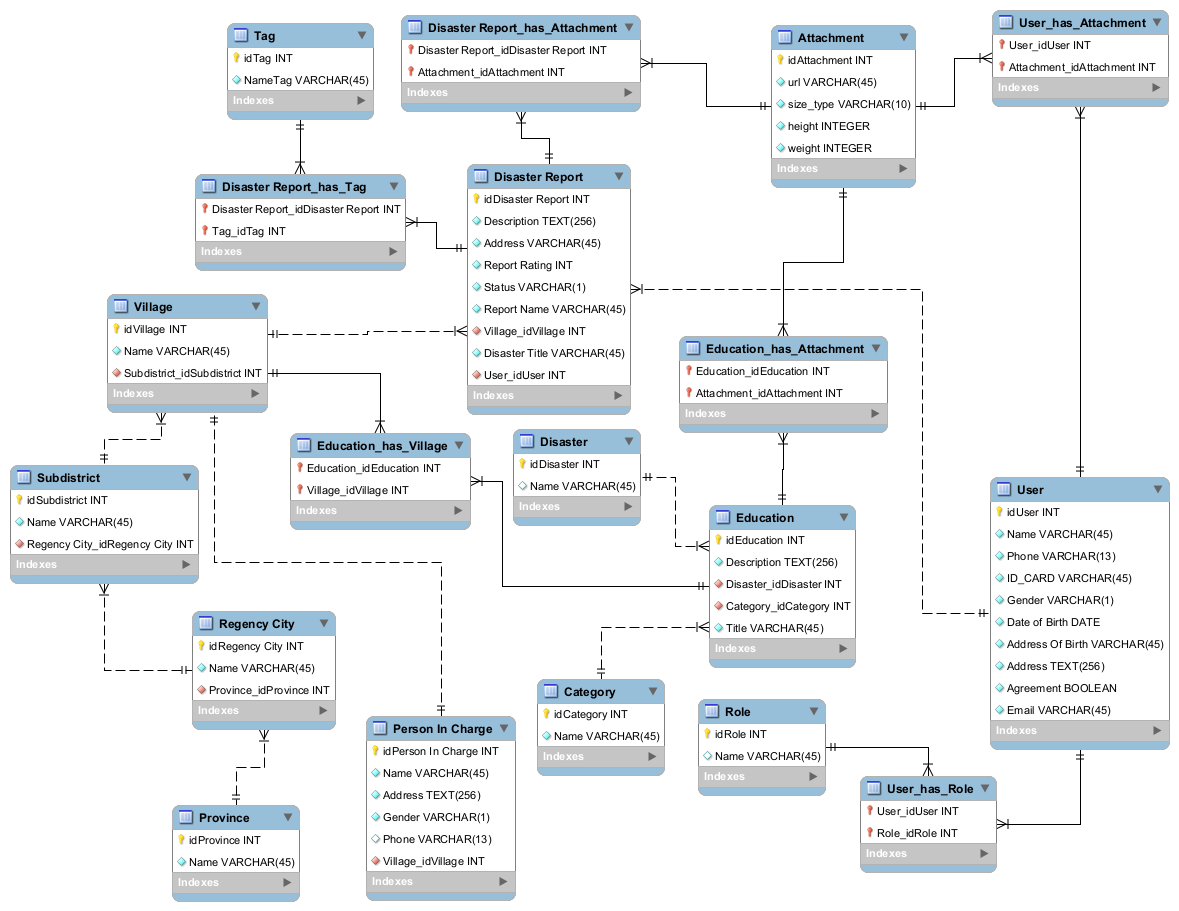 Tag
idTag INT
NameTag VARCHAR(45)
Indexes
Disaster Report_has_Attachment
Disaster Report_idDisaster Report INT
Attachment_idAttachment INT
Indexes
Attachment
idAttachment INT
url VARCHAR(45)
size_type VARCHAR(10)
height INTEGER
weight INTEGER
Indexes
User_has_Attachment
User_idUser INT
Attachment_idAttachment INT
Indexes
Disaster Report_has_Tag
Disaster Report_idDisaster Report INT
Tag_idTag INT
Indexes
Disaster Report
idDisaster Report INT
Description TEXT(256)
Address VARCHAR(45)
Report Rating INT
Status VARCHAR(1)
Report Name VARCHAR(45)
Village_idVillage INT
Disaster Title VARCHAR(45)
User_idUser INT
Indexes
Village
idVillage INT
Name VARCHAR(45)
Subdistrict_idSubdistrict INT
Indexes
Education_has_Attachment
Education_idEducation INT
Attachment_idAttachment INT
Indexes
Education_has_Village
Education_idEducation INT
Village_idVillage INT
Indexes
Disaster
idDisaster INT
Name VARCHAR(45)
Indexes
Subdistrict
idSubdistrict INT
Name VARCHAR(45)
Regency City_idRegency City INT
Indexes
Education
idEducation INT
Description TEXT(256)
Disaster_idDisaster INT
Category_idCategory INT
Title VARCHAR(45)
Indexes
User
idUser INT
Name VARCHAR(45)
Phone VARCHAR(13)
ID_CARD VARCHAR(45)
Gender VARCHAR(1)
Date of Birth DATE
Address Of Birth VARCHAR(45)
Address TEXT(256)
Agreement BOOLEAN
Email VARCHAR(45)
Indexes
Regency City
idRegency City INT
Name VARCHAR(45)
Province_idProvince INT
Indexes
Category
idCategory INT
Name VARCHAR(45)
Indexes
Role
idRole INT
Name VARCHAR(45)
Indexes
Person In Charge
idPerson In Charge INT
Name VARCHAR(45)
Address TEXT(256)
Gender VARCHAR(1)
Phone VARCHAR(13)
Village_idVillage INT
Indexes
User_has_Role
User_idUser INT
Role_idRole INT
Indexes
Province
idProvince INT
Name VARCHAR(45)
Indexes